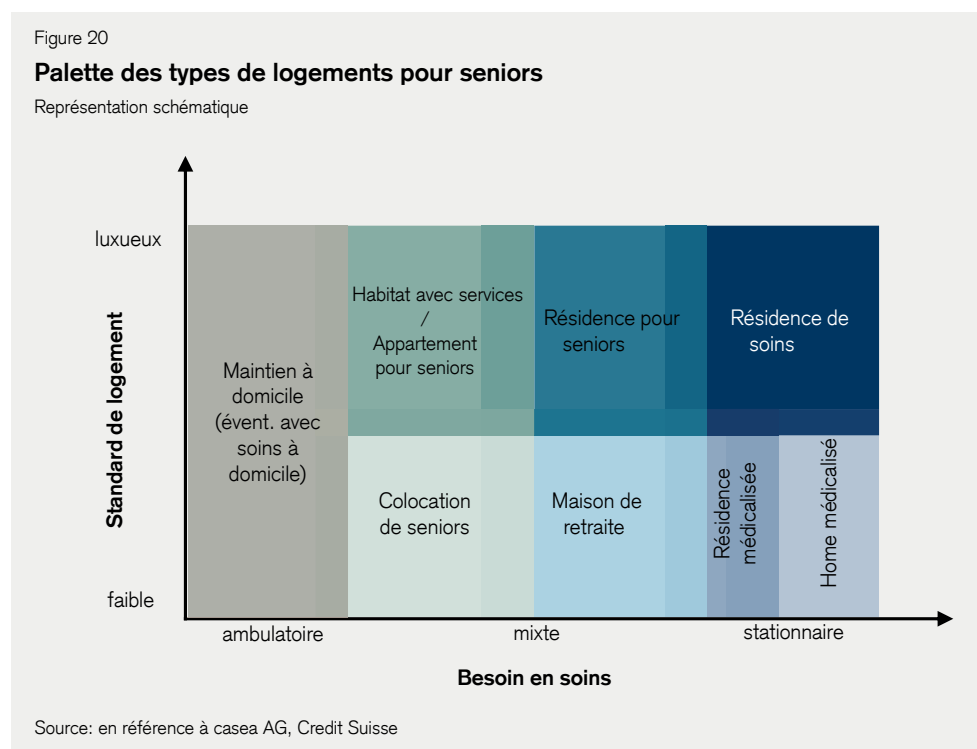 Figure 20
Palette des types de logements pour seniors
Représentation schématique
luxueux
Standard de logement
faible
Maintien à
domicile
(évent. avec
soins à
domicile)
Habitat avec services
/
Appartement
pour seniors
Résidence pour
seniors
Résidence de
soins
Colocation
de seniors
Maison de
retraite
Résidence
médicalisée
Home médicalisé
ambulatoire
mixte
stationnaire
Besoin en soins
Source: en référence à casea AG, Credit Suisse